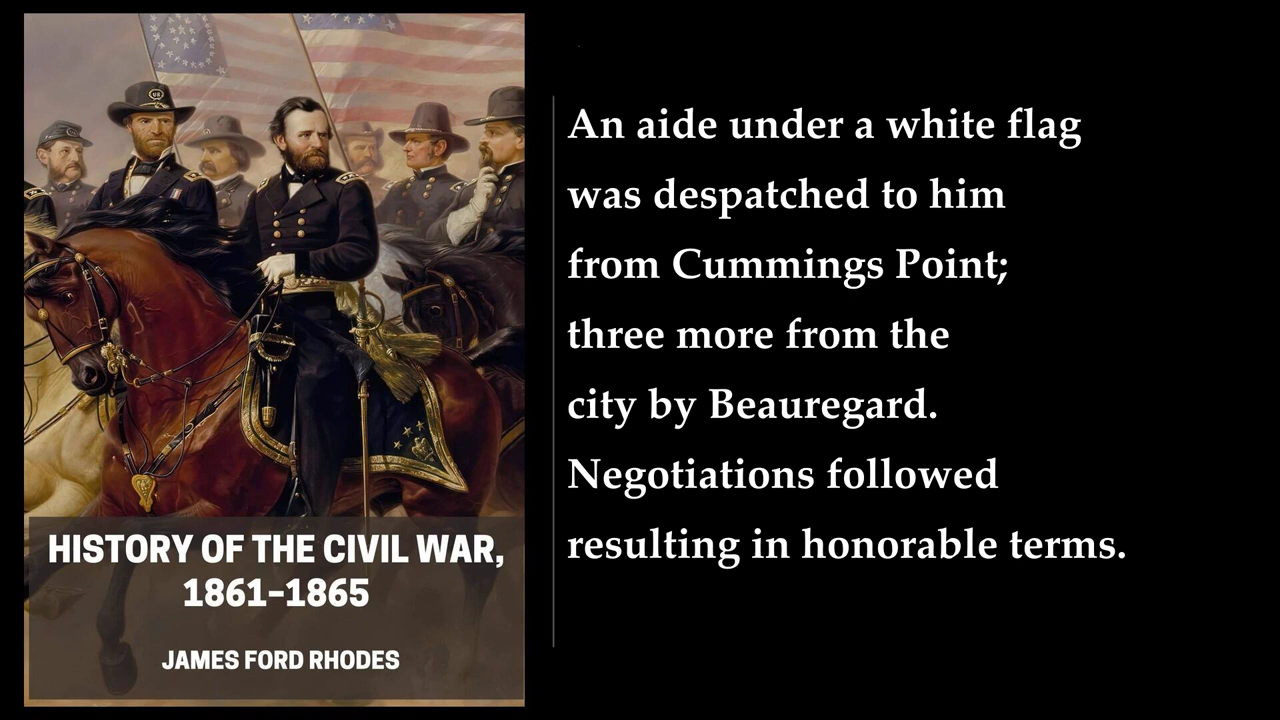 HISTORY OF THE CIVIL WAR,
1861–1865
JAMES FORD RHODES
An aide under a white flag
was despatched to him
from Cummings Point;
three more from the
city by Beauregard.
Negotiations followed
resulting in honorable terms.